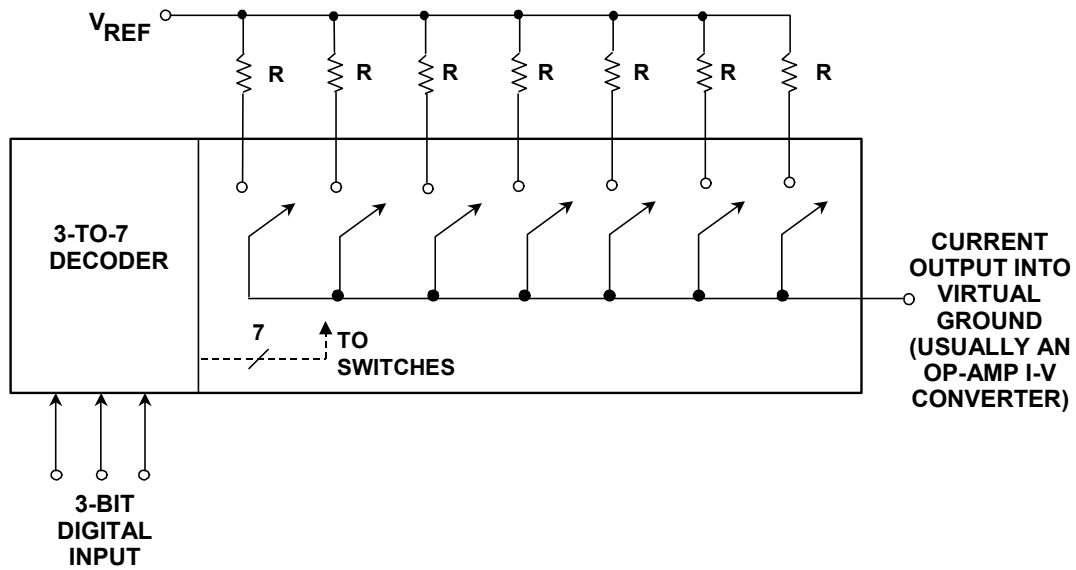 VREF
R R R R R R R
3-TO-7
DECODER
7
TO
SWITCHES
CURRENT
OUTPUT INTO
VIRTUAL
GROUND
(USUALLY AN
OP-AMP I-V
CONVERTER)
3-BIT
DIGITAL
INPUT